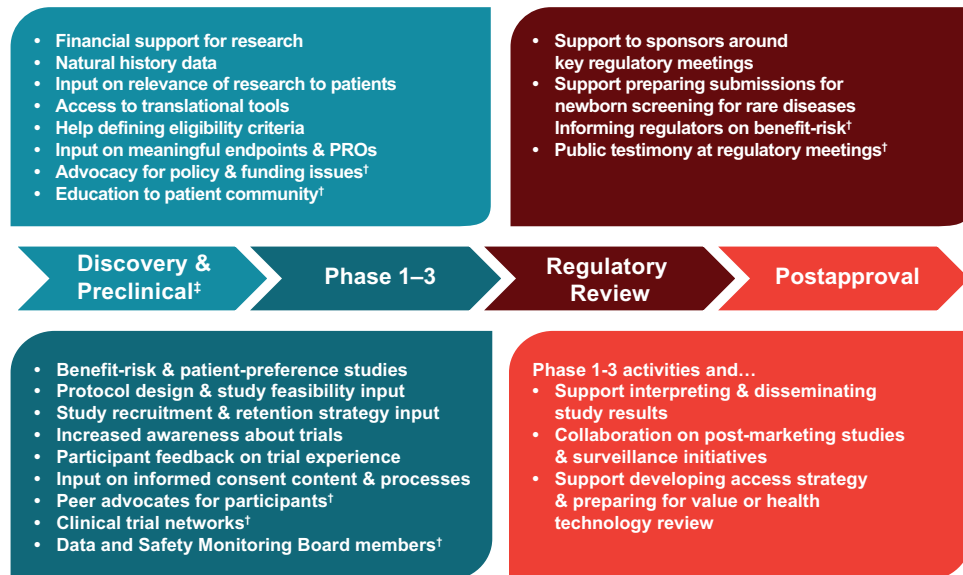 • Financial support for research
• Natural history data
• Input on relevance of research to patients
• Access to translational tools
• Help defining eligibility criteria
• Input on meaningful endpoints & PROs
• Advocacy for policy & funding issues†
• Education to patient community†
• Support to sponsors around
key regulatory meetings
• Support preparing submissions for
newborn screening for rare diseases
Informing regulators on benefit-risk†
• Public testimony at regulatory meetings†
Discovery &
Preclinical‡
Phase 1–3
Regulatory
Review
Postapproval
• Benefit-risk & patient-preference studies
• Protocol design & study feasibility input
• Study recruitment & retention strategy input
• Increased awareness about trials
• Participant feedback on trial experience
• Input on informed consent content & processes
• Peer advocates for participants†
• Clinical trial networks†
• Data and Safety Monitoring Board members†
Phase 1-3 activities and…
• Support interpreting & disseminating
study results
• Collaboration on post-marketing studies
& surveillance initiatives
• Support developing access strategy
& preparing for value or health
technology review